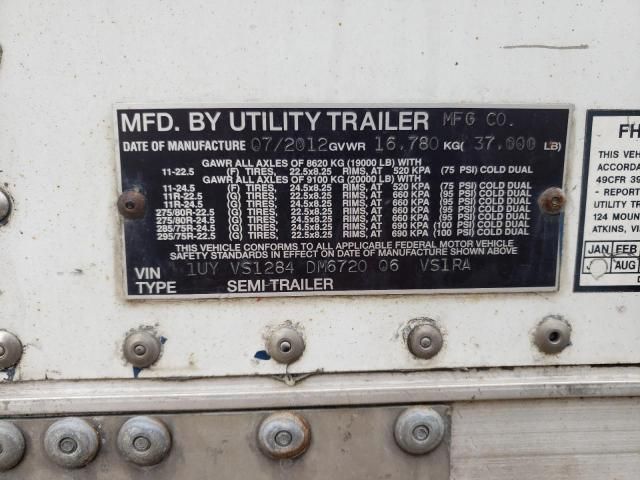 MFD. BY UTILITY TRAILER MFG CO.
DATE OF MANUFACTURE 07/2012 GVWR 16.780 KG( 37.000 LB)
GAWR ALL AXLES OF 8620 KG (19000 LB) WITH
11-22.5 (F) TIRES, 22.5x8.25 RIMS, AT 520 KPA (75 PSI) COLD DUAL
GAWR ALL AXLES OF 9100 KG (20000 LB) WITH
11-24.5 (F) TIRES, 24.5x8.25 RIMS, AT 520 KPA (75 PSI) COLD DUAL
11R-22.5 (G) TIRES, 22.5x8.25 RIMS, AT 660 KPA (95 PSI) COLD DUAL
11R-24.5 (G) TIRES, 24.5x8.25 RIMS, AT 660 KPA (95 PSI) COLD DUAL
275/80R-22.5 (G) TIRES, 22.5x8.25 RIMS, AT 660 KPA (95 PSI) COLD DUAL
275/80R-24.5 (G) TIRES, 24.5x8.25 RIMS, AT 660 KPA (95 PSI) COLD DUAL
285/75R-24.5 (G) TIRES, 24.5x8.25 RIMS, AT 690 KPA (100 PSI) COLD DUAL
295/75R-22.5 (G) TIRES, 22.5x8.25 RIMS, AT 690 KPA (100 PSI) COLD DUAL
THIS VEHICLE CONFORMS TO ALL APPLICABLE FEDERAL MOTOR VEHICLE
SAFETY STANDARDS IN EFFECT ON DATE OF MANUFACTURE SHOWN ABOVE
VIN 1UY VS1284 DM6720 Q6 VS1RA
TYPE SEMI-TRAILER
FH
THIS VEH
ACCORDA
49CFR 39
- REPORT
UTILITY T
124 MOUN
ATKINS, VI
JAN FEB
AUG